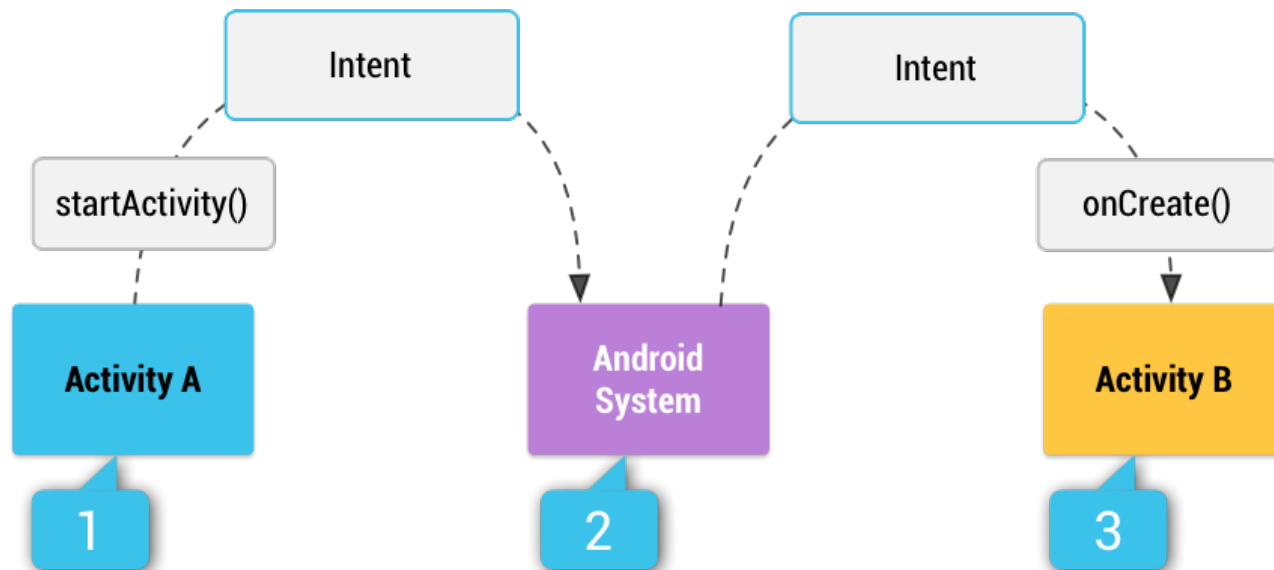 Intent
Intent
startActivity()
onCreate()
Activity A
Android
System
Activity B
1
2
3